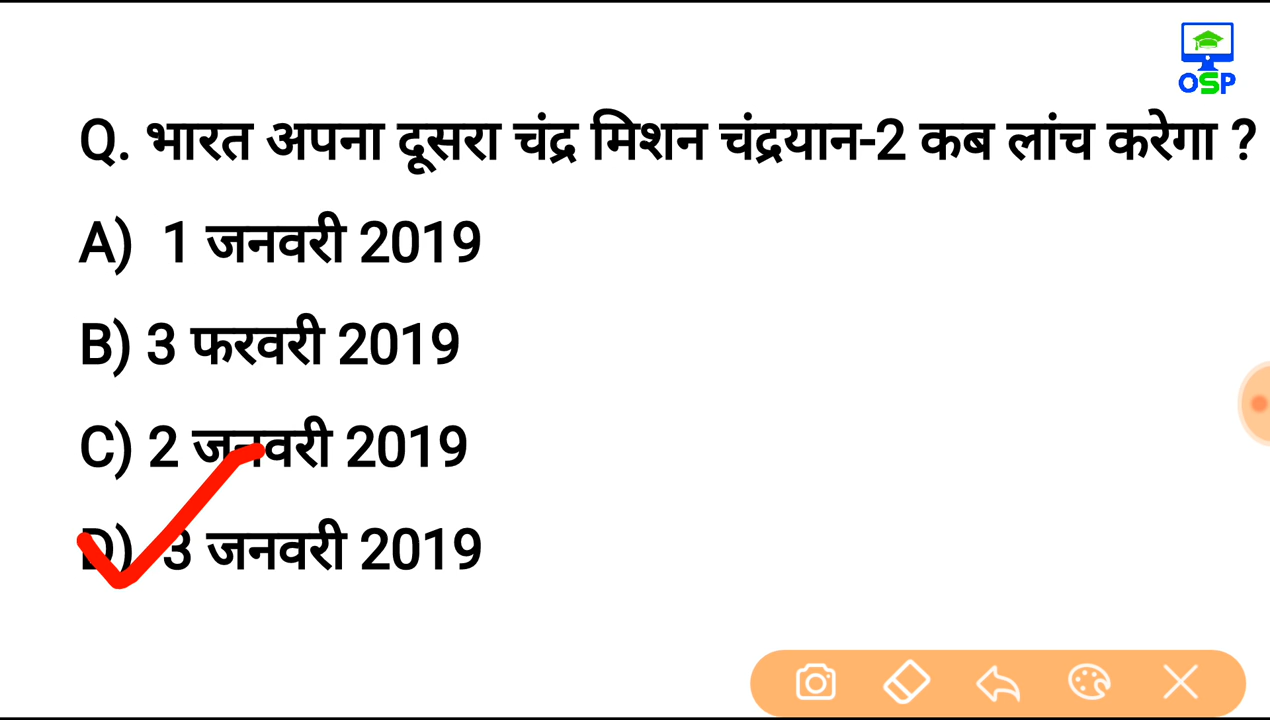 OSP
Q. भारत अपना दूसरा चंद्र मिशन चंद्रयान-2 कब लांच करेगा ?
A) 1 जनवरी 2019
B) 3 फरवरी 2019
C) 2 जनवरी 2019
D) 3 जनवरी 2019